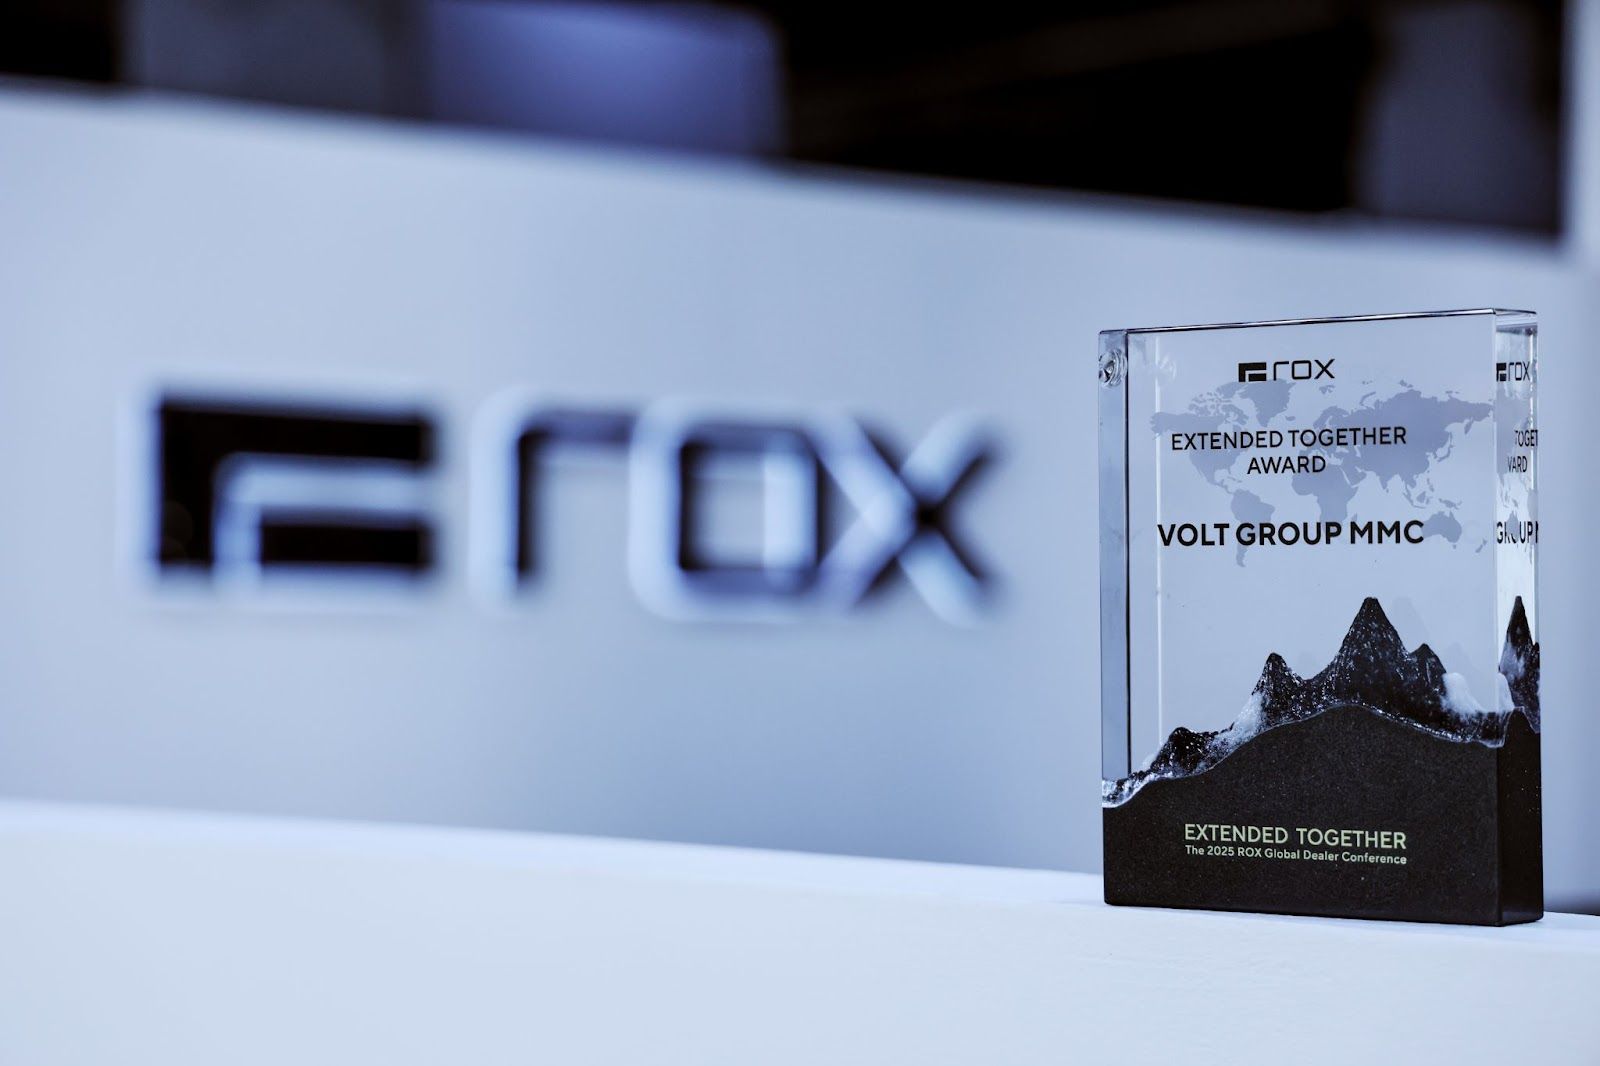 rox
rox
EXTENDED TOGETHER
AWARD
VOLT GROUP MMC
EXTENDED TOGETHER
The 2025 ROX Global Dealer Conference